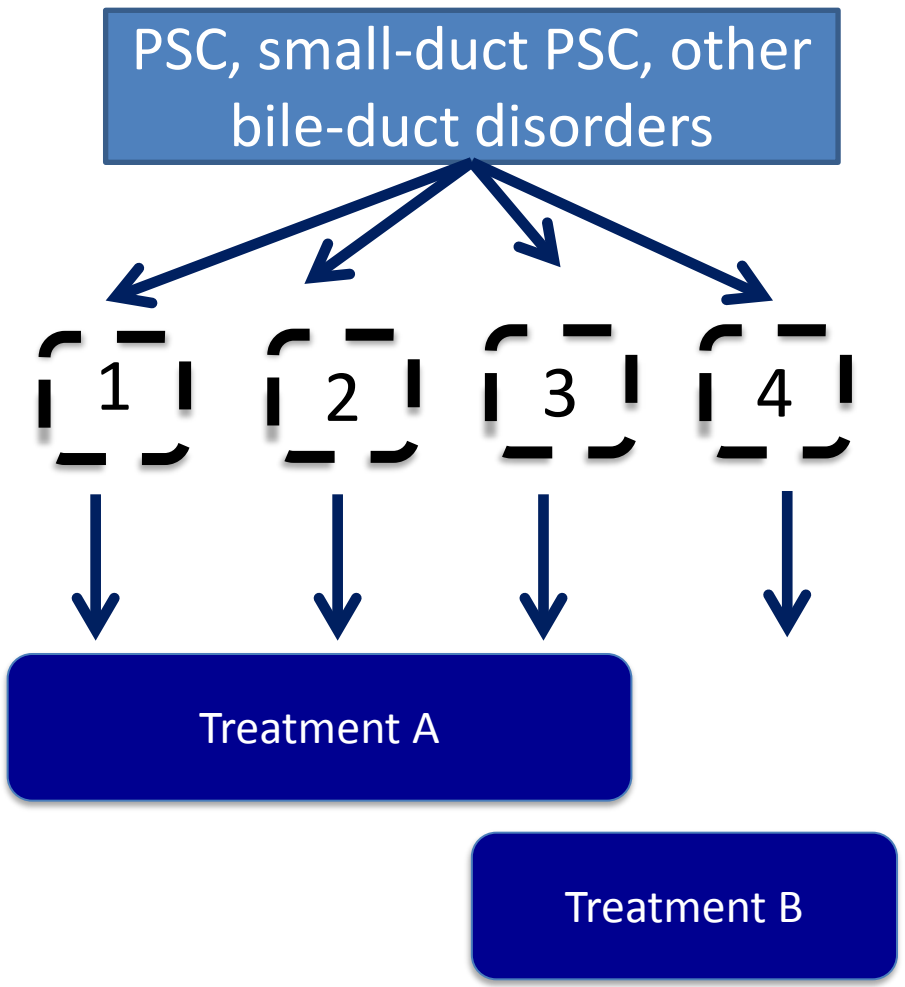 PSC, small-duct PSC, other
bile-duct disorders
1
2
3
4
Treatment A
Treatment B